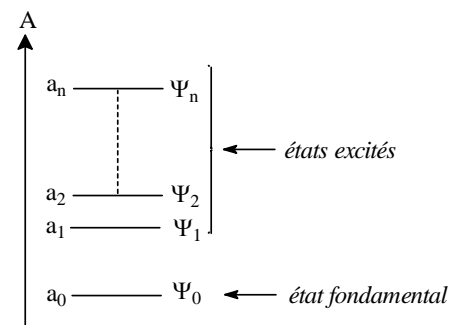 A
aₙ Ψₙ
états excités
a₂ Ψ₂
a₁ Ψ₁
a₀ Ψ₀ état fondamental